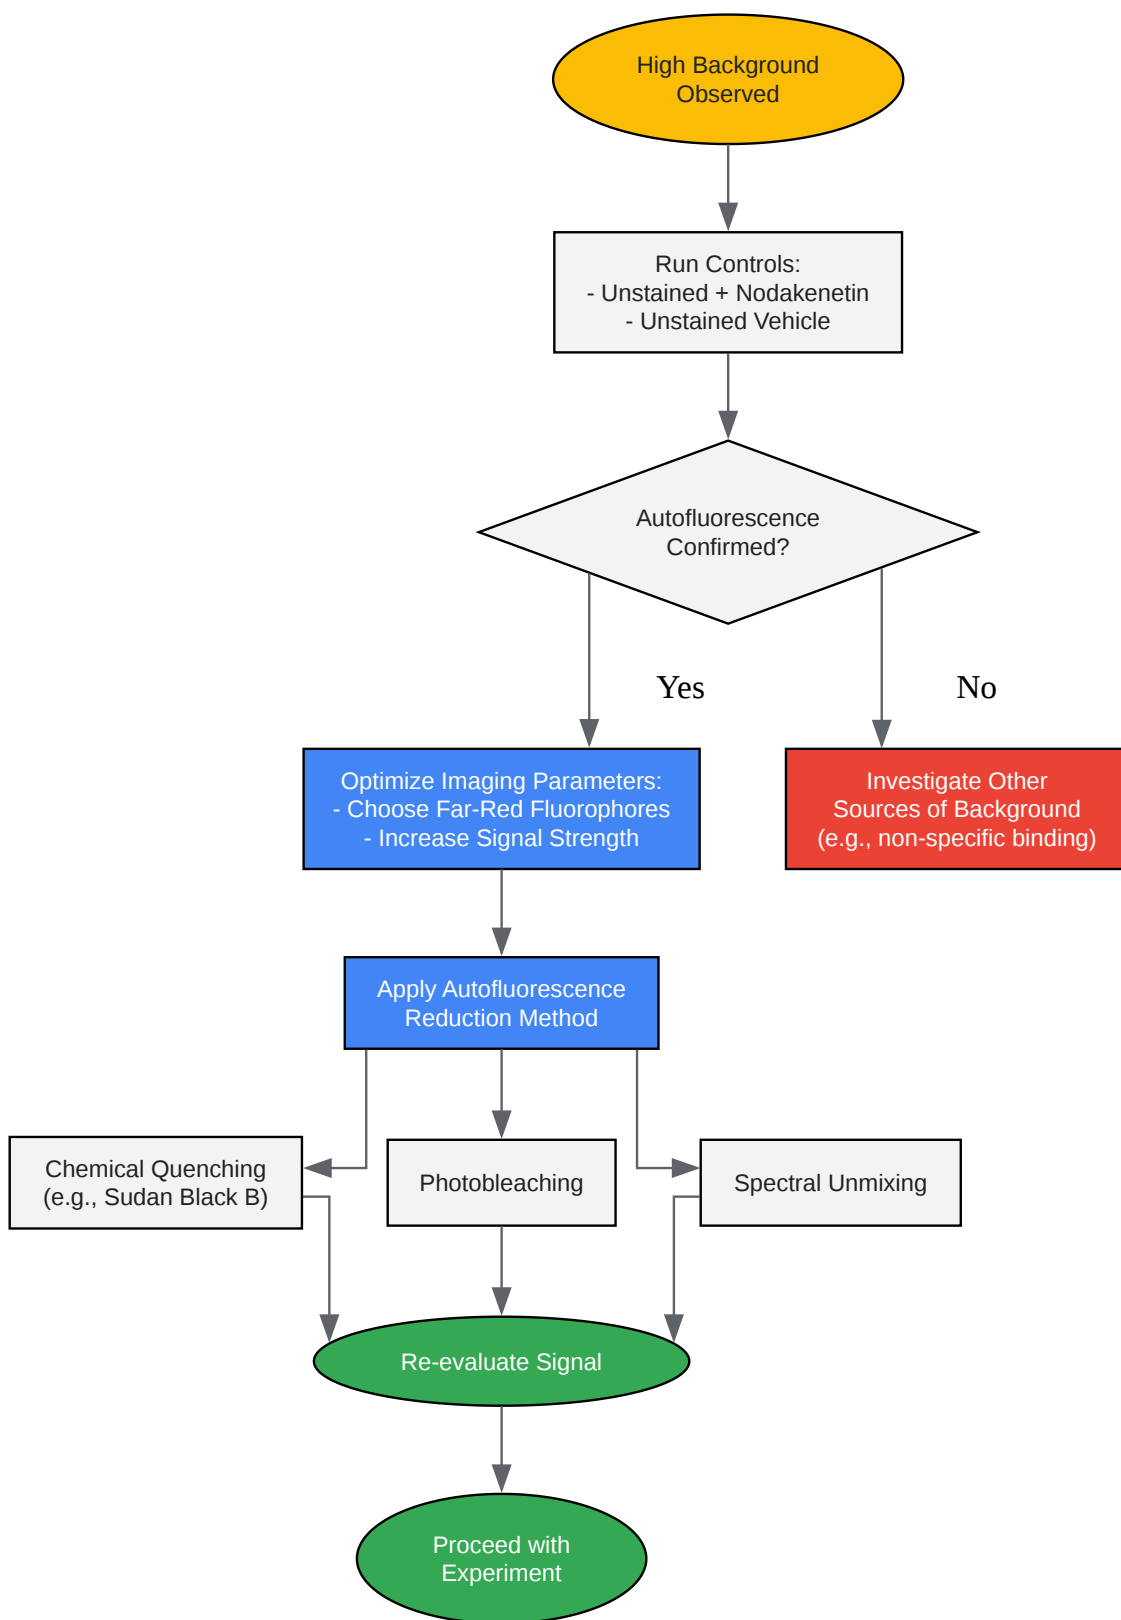 High Background
Observed
Run Controls:
- Unstained + Nodakenetin
- Unstained Vehicle
Autofluorescence
Confirmed?
Yes
No
Optimize Imaging Parameters:
- Choose Far-Red Fluorophores
- Increase Signal Strength
Investigate Other
Sources of Background
(e.g., non-specific binding)
Apply Autofluorescence
Reduction Method
Chemical Quenching
(e.g., Sudan Black B)
Photobleaching
Spectral Unmixing
Re-evaluate Signal
Proceed with
Experiment